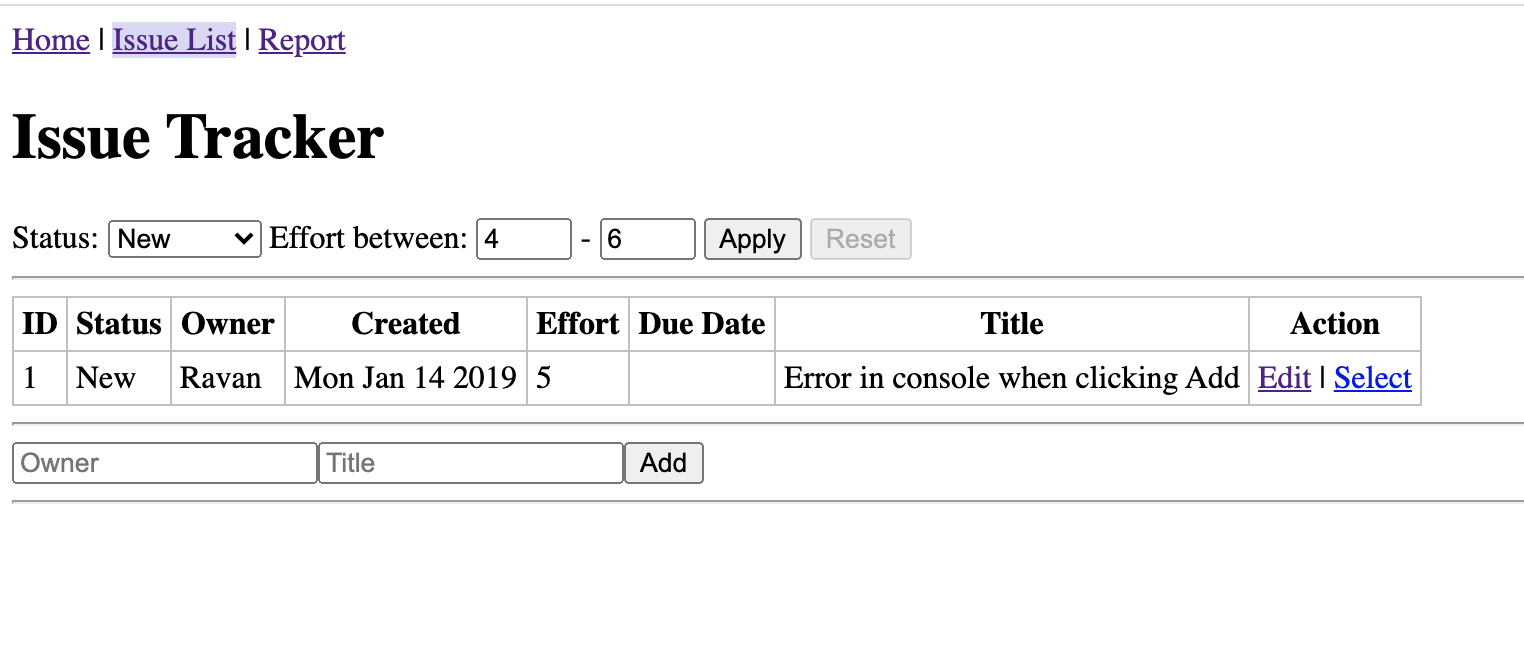 Home | Issue List | Report
Issue Tracker
Status: New Effort between: 4 - 6 Apply Reset
ID Status Owner Created Effort Due Date Title Action
1 New Ravan Mon Jan 14 2019 5 Error in console when clicking Add Edit | Select
Owner Title Add